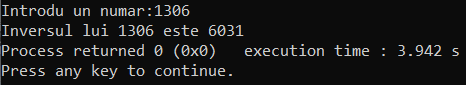 Introdu un numar:1306
Inversul lui 1306 este 6031
Process returned 0 (0x0)   execution time : 3.942 s
Press any key to continue.